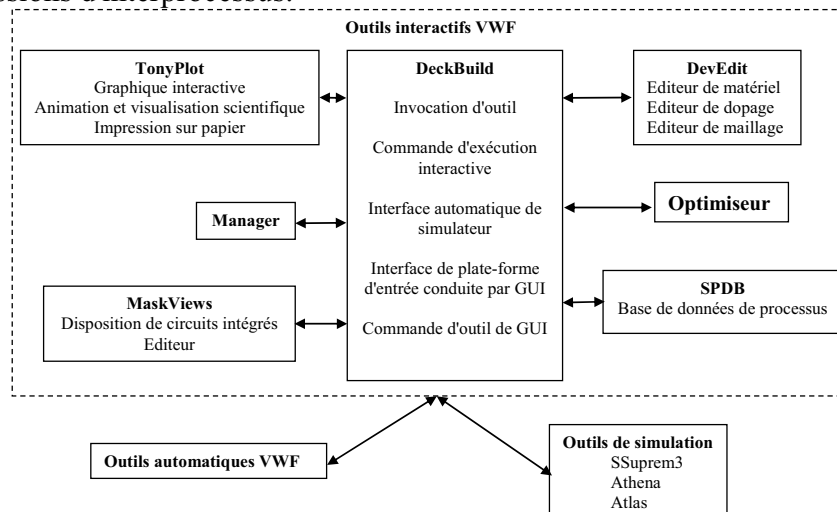 ssions d'interprocessus.
Outils interactifs VWF
TonyPlot
Graphique interactive
Animation et visualisation scientifique
Impression sur papier
Manager
MaskViews
Disposition de circuits intégrés
Editeur
DeckBuild
Invocation d'outil
Commande d'exécution
interactive
Interface automatique de
simulateur
Interface de plate-forme
d'entrée conduite par GUI
Commande d'outil de GUI
DevEdit
Editeur de matériel
Editeur de dopage
Editeur de maillage
Optimiseur
SPDB
Base de données de processus
Outils automatiques VWF
Outils de simulation
SSuprem3
Athena
Atlas